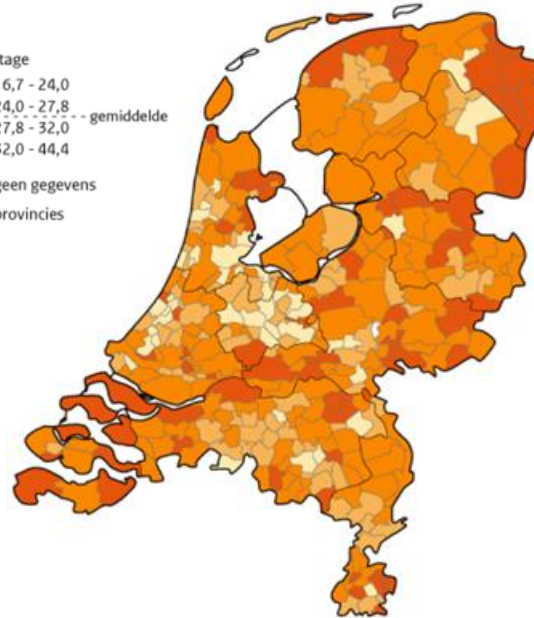 tage
6,7 - 24,0
24,0 - 27,8
gemiddelde
27,8 - 32,0
32,0 - 44,4
geen gegevens
provincies